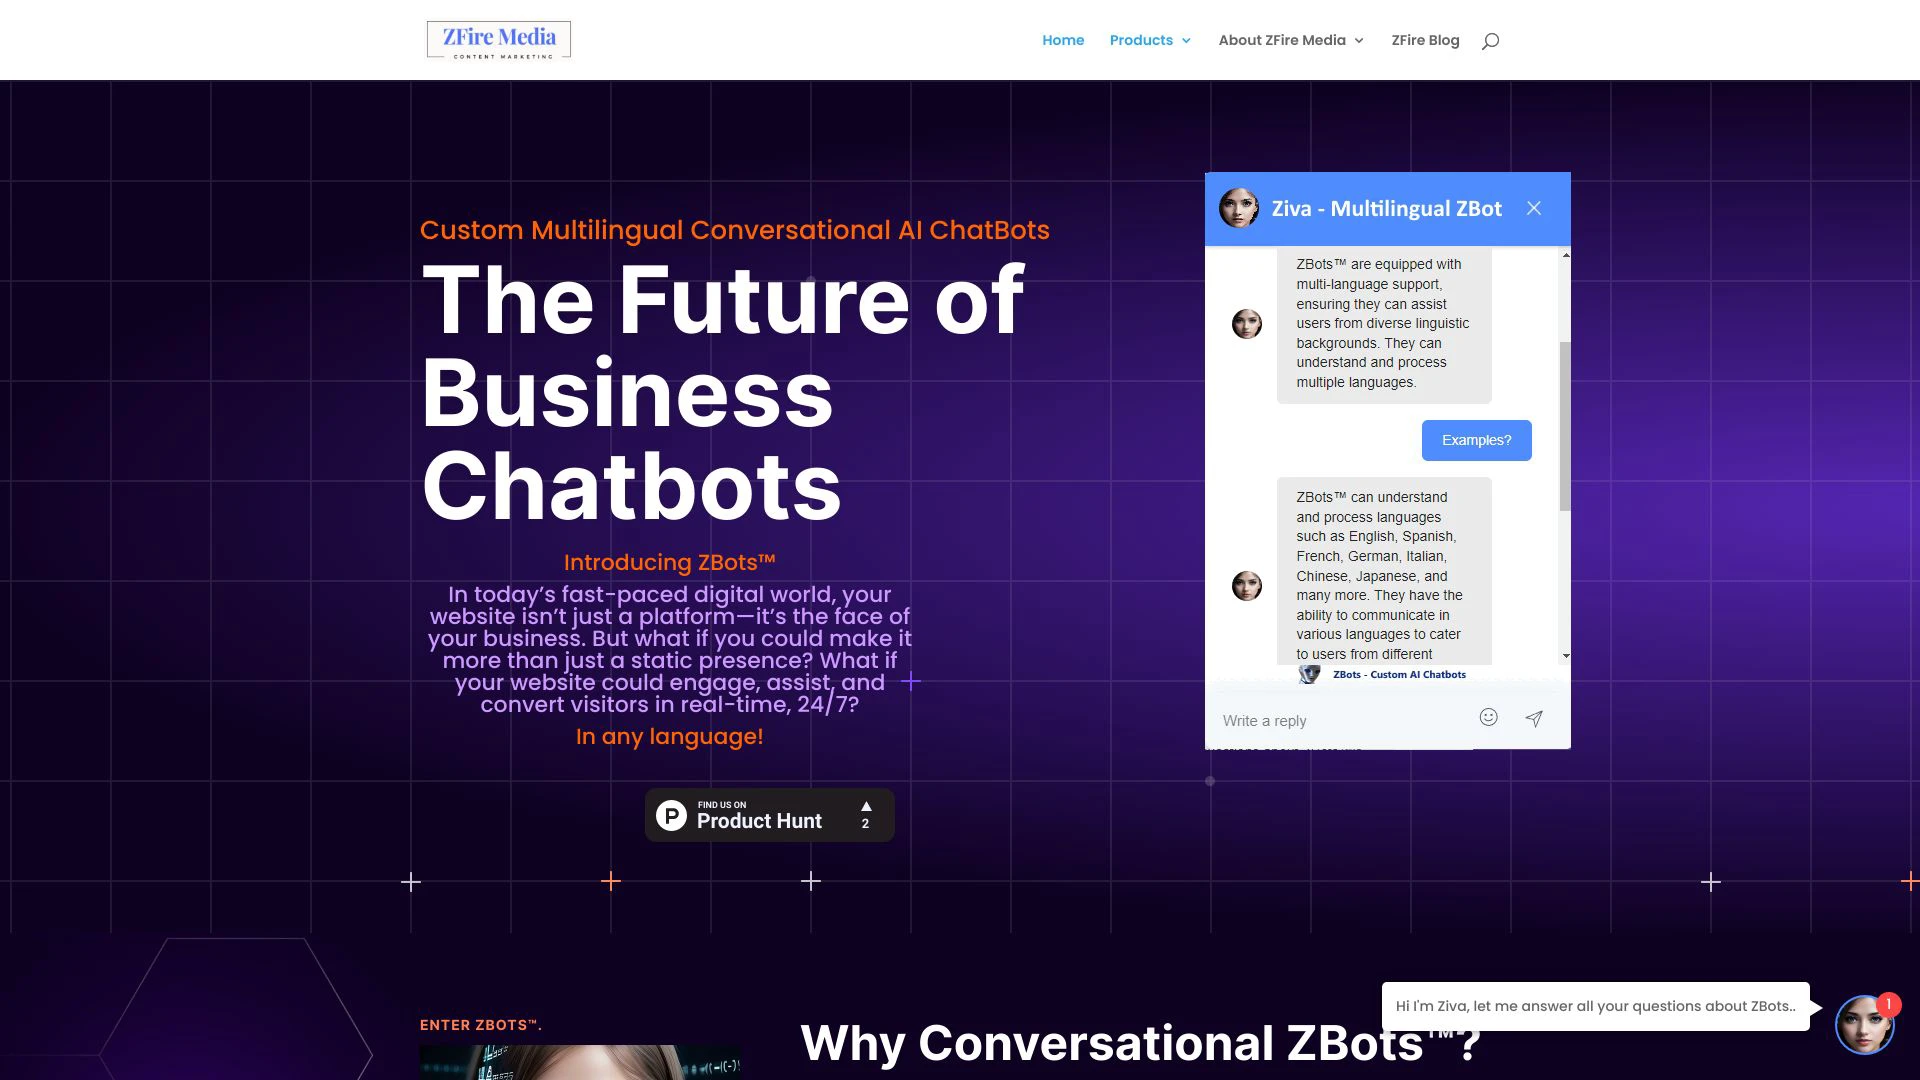 ZFire Media
CONTENT MARKETING
Home
Products
About ZFire Media
ZFire Blog
Custom Multilingual Conversational AI ChatBots
The Future of
Business
Chatbots
Introducing ZBots™
In today's fast-paced digital world, your
website isn't just a platform—it's the face of
your business. But what if you could make it
more than just a static presence? What if
your website could engage, assist, and
convert visitors in real-time, 24/7?
In any language!
FIND US ON
Product Hunt
2
Ziva - Multilingual ZBot
ZBots™ are equipped with
multi-language support,
ensuring they can assist
users from diverse linguistic
backgrounds. They can
understand and process
multiple languages.
Examples?
ZBots™ can understand
and process languages
such as English, Spanish,
French, German, Italian,
Chinese, Japanese, and
many more. They have the
ability to communicate in
various languages to cater
to users from different
ZBots - Custom AI Chatbots
Write a reply
ENTER ZBOTS™.
Why Conversational ZBots™?
Hi I'm Ziva, let me answer all your questions about ZBots..
1